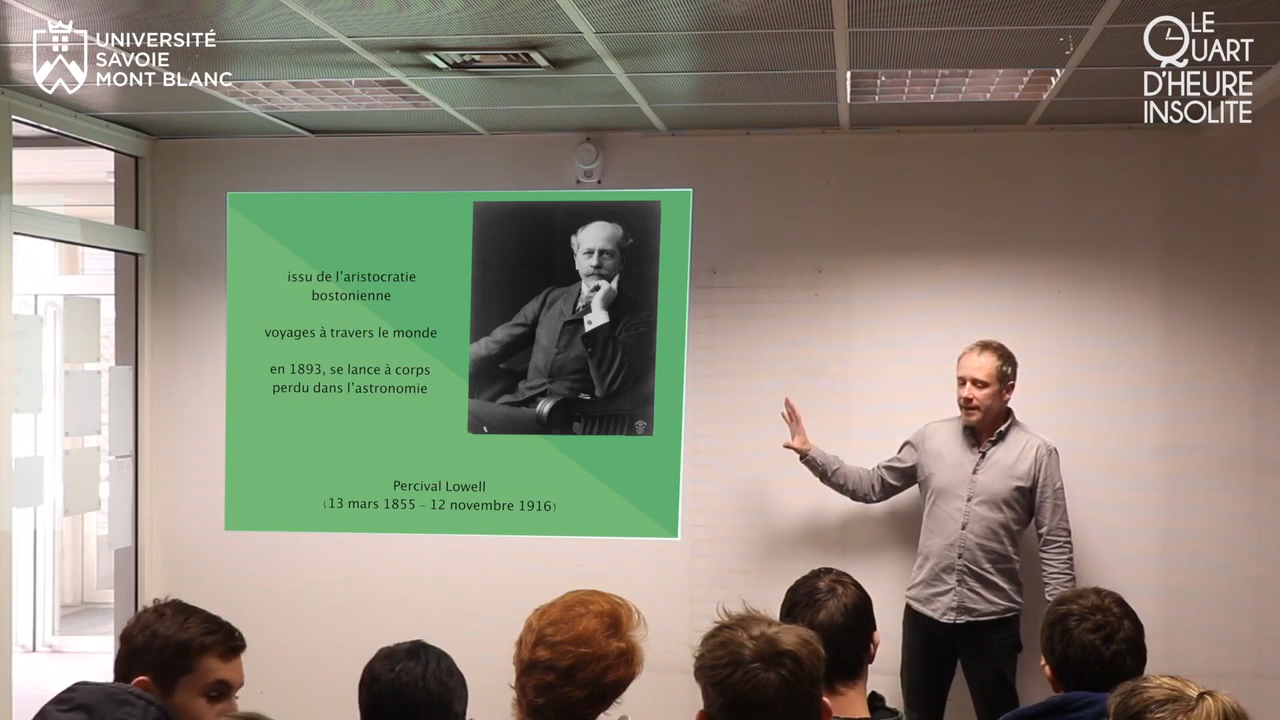 UNIVERSITÉ
SAVOIE
MONT BLANC
LE
QUART
D'HEURE
INSOLITE
issu de l'aristocratie
bostonienne
voyages à travers le monde
en 1893, se lance à corps
perdu dans l'astronomie
Percival Lowell
(13 mars 1855 – 12 novembre 1916)